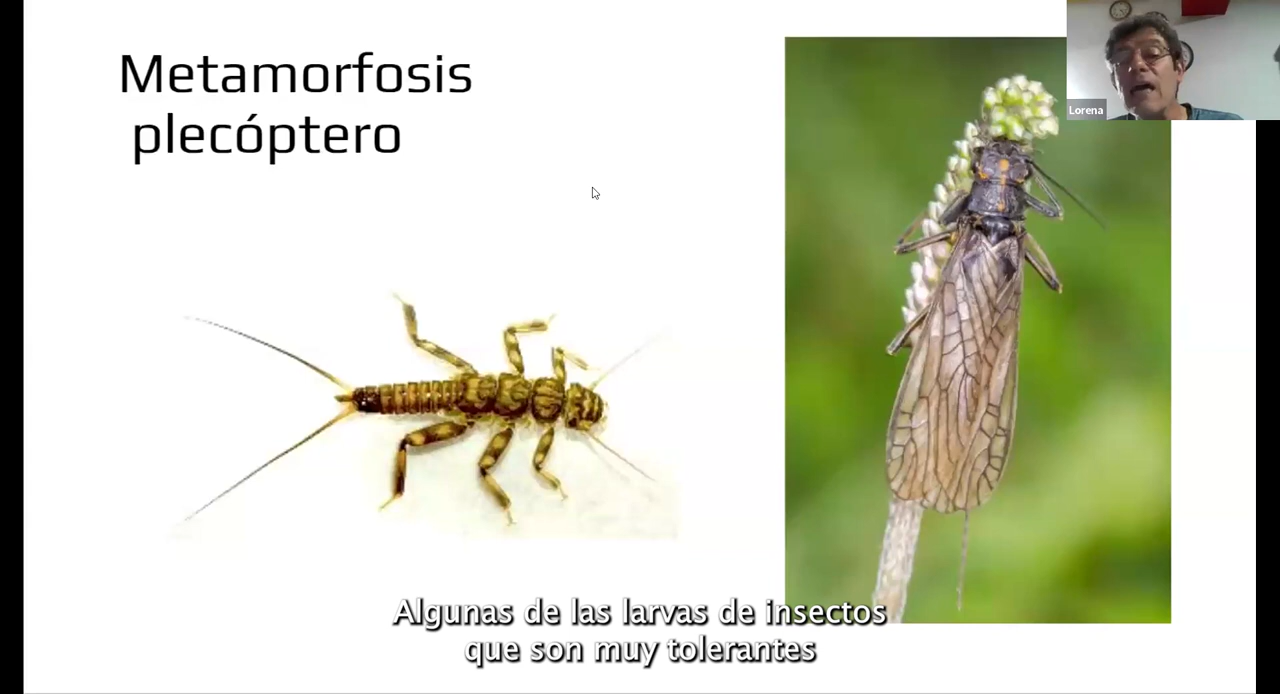 Metamorfosis
plecóptero
Lorena
Algunas de las larvas de insectos
que son muy tolerantes